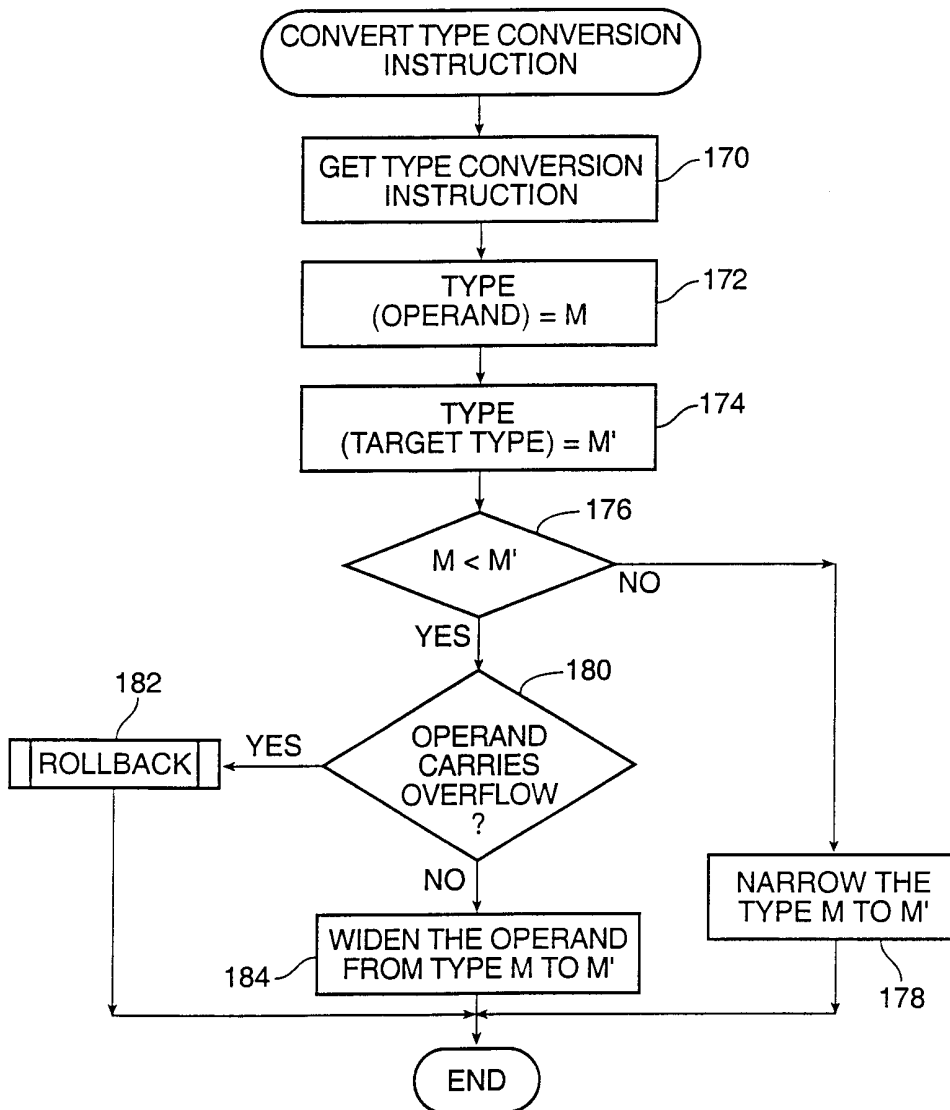 CONVERT TYPE CONVERSION
INSTRUCTION
GET TYPE CONVERSION
INSTRUCTION
170
TYPE
(OPERAND) = M
172
TYPE
(TARGET TYPE) = M'
174
176
M < M'
NO
YES
180
182
OPERAND
CARRIES
OVERFLOW
?
YES
ROLLBACK
NO
NARROW THE
TYPE M TO M'
178
WIDEN THE OPERAND
FROM TYPE M TO M'
184
END